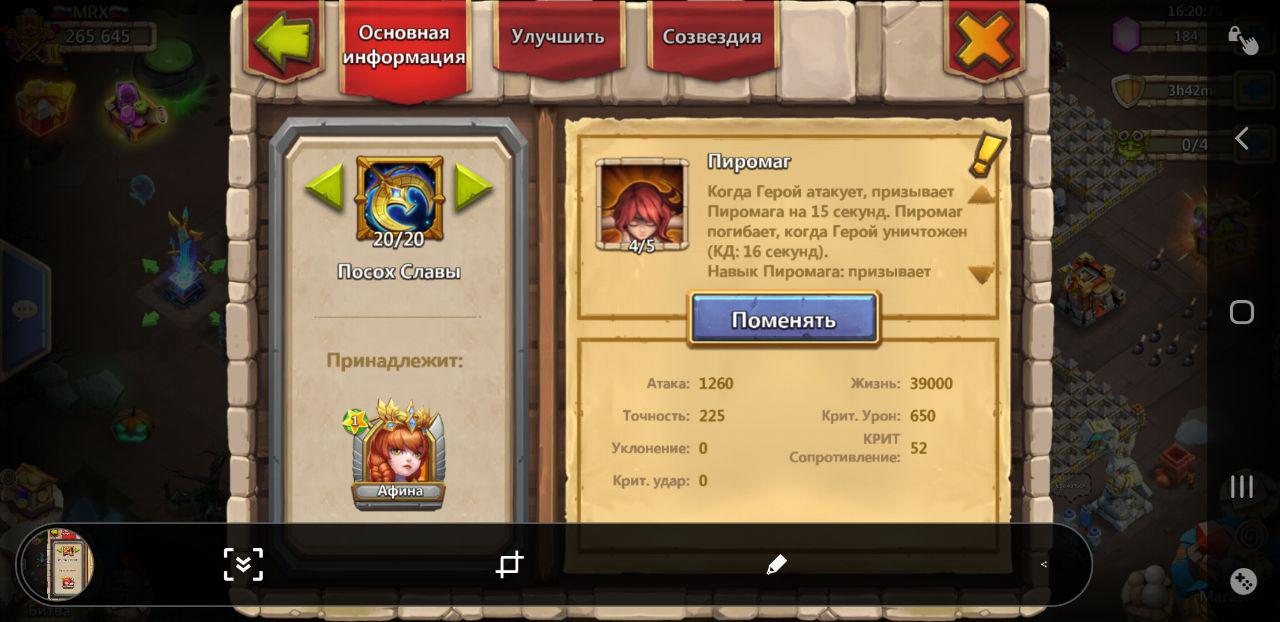 MRX
265 645
Основная
информация
Улучшить
Созвездия
16:20:26
184
3h42m
0/4
20/20
Посох Славы
Принадлежит:
1
Афина
4/5
Пиромаг
Когда Герой атакует, призывает
Пиромага на 15 секунд. Пиромаг
погибает, когда Герой уничтожен
(КД: 16 секунд).
Навык Пиромага: призывает
Поменять
Атака: 1260
Жизнь: 39000
Точность: 225
Крит. Урон: 650
Уклонение: 0
КРИТ
Сопротивление: 52
Крит. удар: 0
Битва